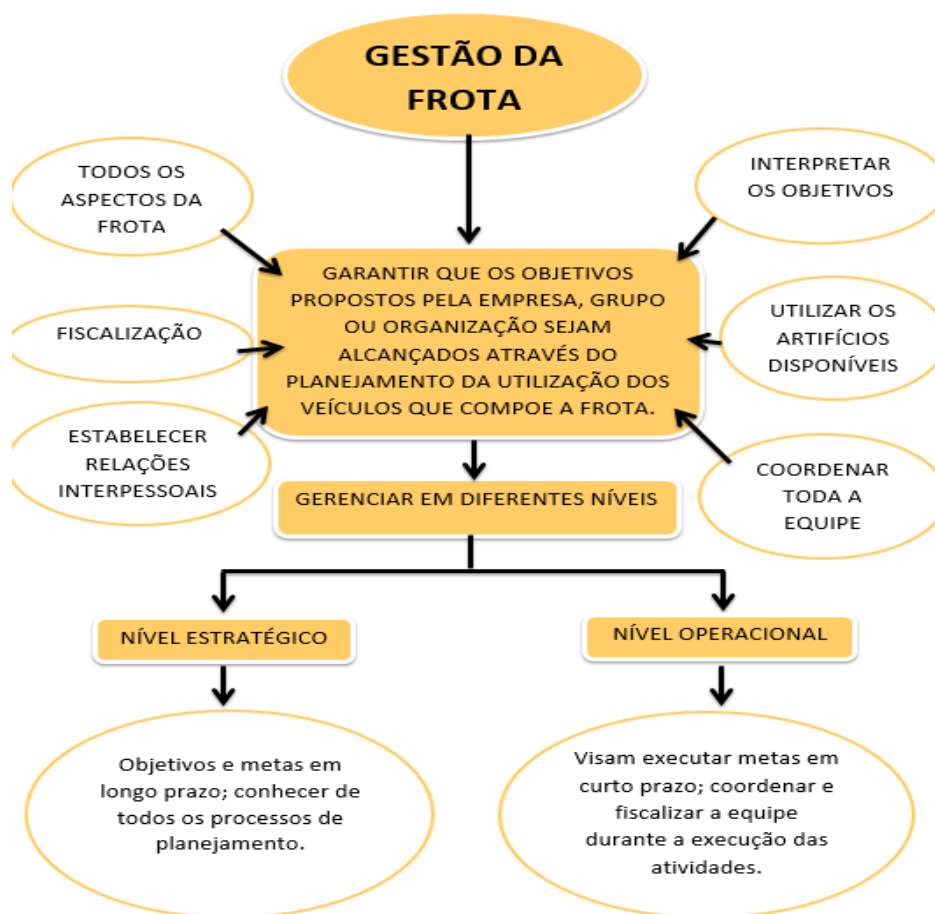 GESTÃO DA
FROTA
TODOS OS
ASPECTOS DA
FROTA
INTERPRETAR
OS OBJETIVOS
GARANTIR QUE OS OBJETIVOS
PROPOSTOS PELA EMPRESA, GRUPO
OU ORGANIZAÇÃO SEJAM
ALCANÇADOS ATRAVÉS DO
PLANEJAMENTO DA UTILIZAÇÃO DOS
VEÍCULOS QUE COMPOE A FROTA.
FISCALIZAÇÃO
UTILIZAR OS
ARTIFÍCIOS
DISPONÍVEIS
ESTABELECER
RELAÇÕES
INTERPESSOAIS
COORDENAR
TODA A
EQUIPE
GERENCIAR EM DIFERENTES NÍVEIS
NÍVEL ESTRATÉGICO
NÍVEL OPERACIONAL
Objetivos e metas em
longo prazo; conhecer de
todos os processos de
planejamento.
Visam executar metas em
curto prazo; coordenar e
fiscalizar a equipe
durante a execução das
atividades.